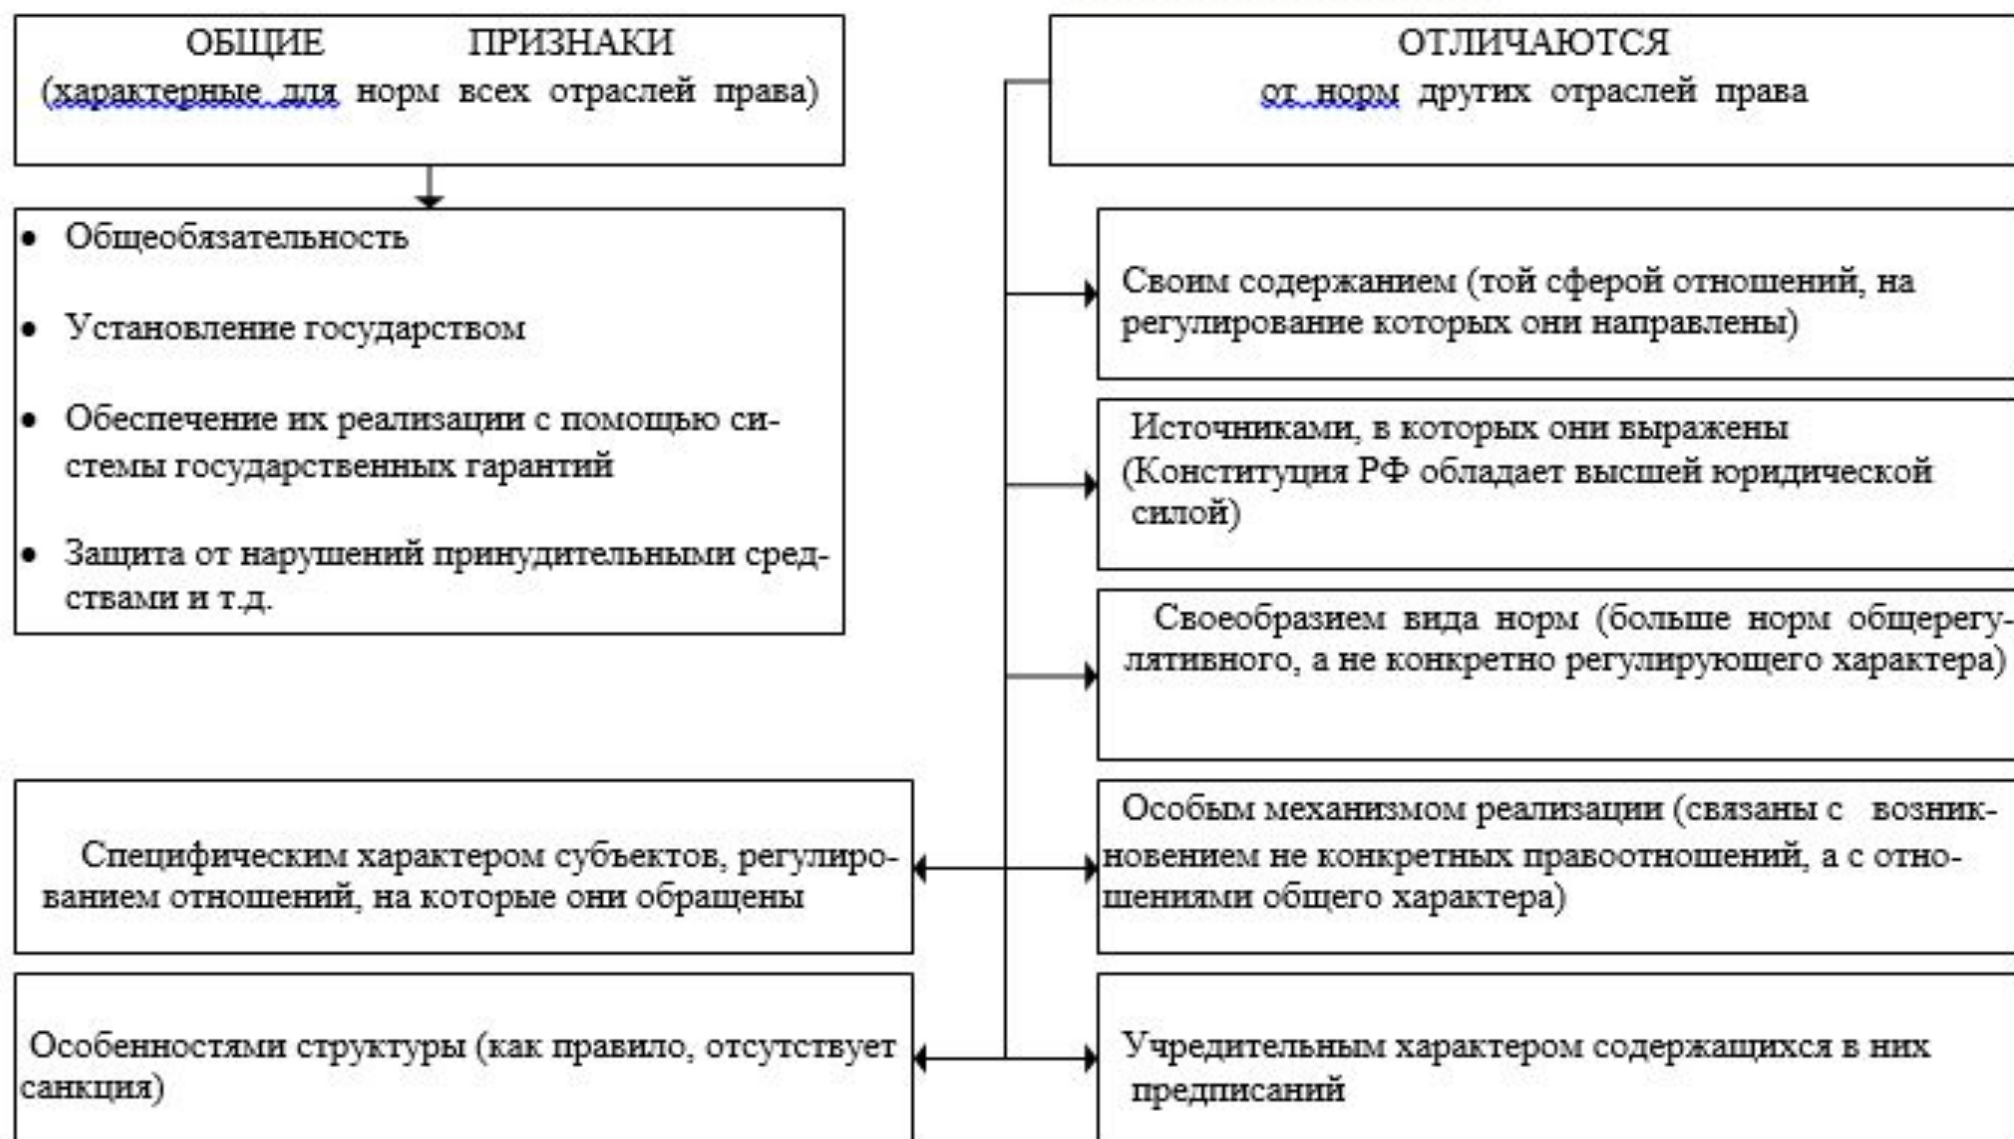 ОБЩИЕ ПРИЗНАКИ
(характерные для норм всех отраслей права)
ОТЛИЧАЮТСЯ
от норм других отраслей права
• Общеобязательность
• Установление государством
• Обеспечение их реализации с помощью си-
стемы государственных гарантий
• Защита от нарушений принудительными сред-
ствами и т.д.
Своим содержанием (той сферой отношений, на
регулирование которых они направлены)
Источниками, в которых они выражены
(Конституция РФ обладает высшей юридической
силой)
Своеобразием вида норм (больше норм общерегу-
лятивного, а не конкретно регулирующего характера)
Специфическим характером субъектов, регулиро-
ванием отношений, на которые они обращены
Особым механизмом реализации (связаны с возник-
новением не конкретных правоотношений, а с отно-
шениями общего характера)
Особенностями структуры (как правило, отсутствует
санкция)
Учредительным характером содержащихся в них
предписаний